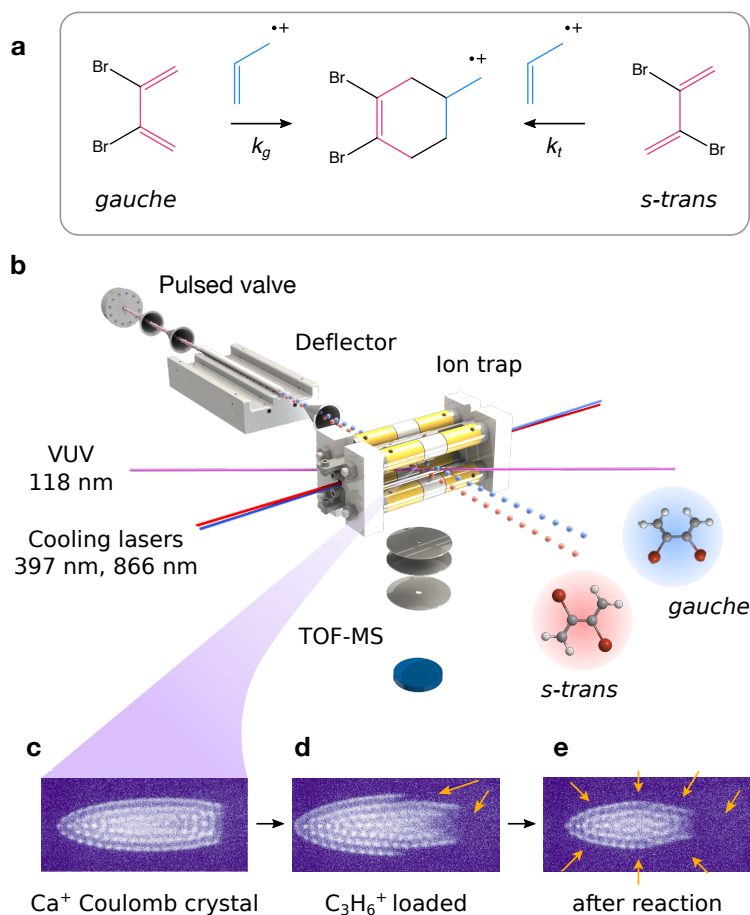 a
Br
Br
gauche
•+
k_g
Br
Br
•+
•+
k_t
Br
Br
s-trans
b
Pulsed valve
Deflector
Ion trap
VUV
118 nm
Cooling lasers
397 nm, 866 nm
TOF-MS
gauche
s-trans
c
d
e
Ca⁺ Coulomb crystal
C₃H₆⁺ loaded
after reaction